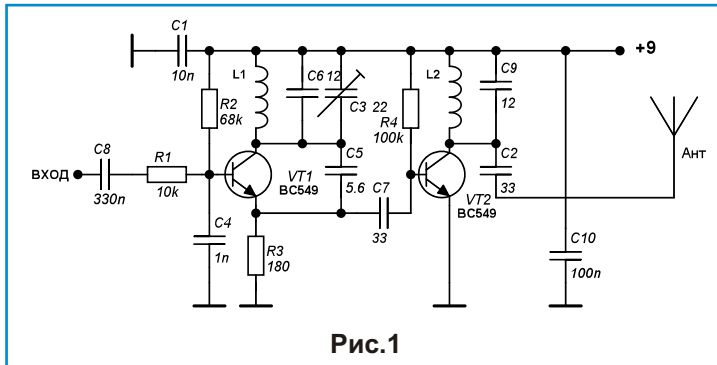 C1
10n
+9
L1
C6
12
C3
22
L2
C9
12
R2
68k
R4
100k
C8
330n
R1
10k
ВХОД
VT1
BC549
C5
5.6
C7
33
VT2
BC549
C2
33
Ант
C4
1n
R3
180
C10
100n
Рис.1